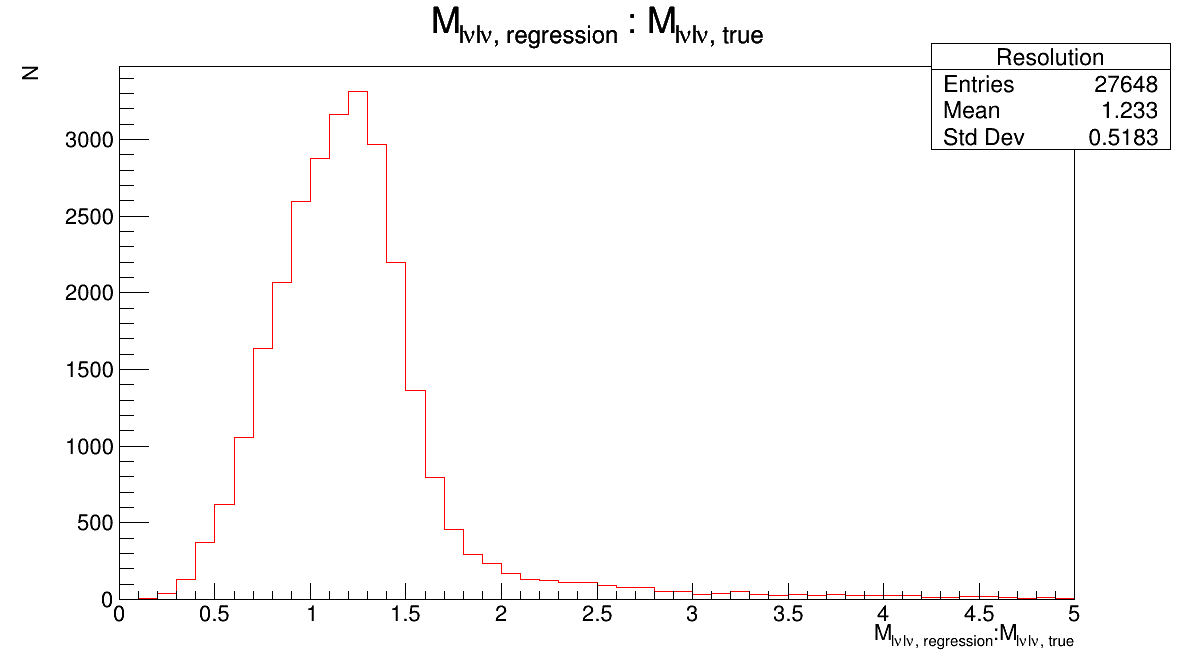 M_lνlν, regression : M_lνlν, true
N
Resolution
Entries 27648
Mean 1.233
Std Dev 0.5183
3000
2500
2000
1500
1000
500
0
0 0.5 1 1.5 2 2.5 3 3.5 4 4.5 5
M_lνlν, regression:M_lνlν, true